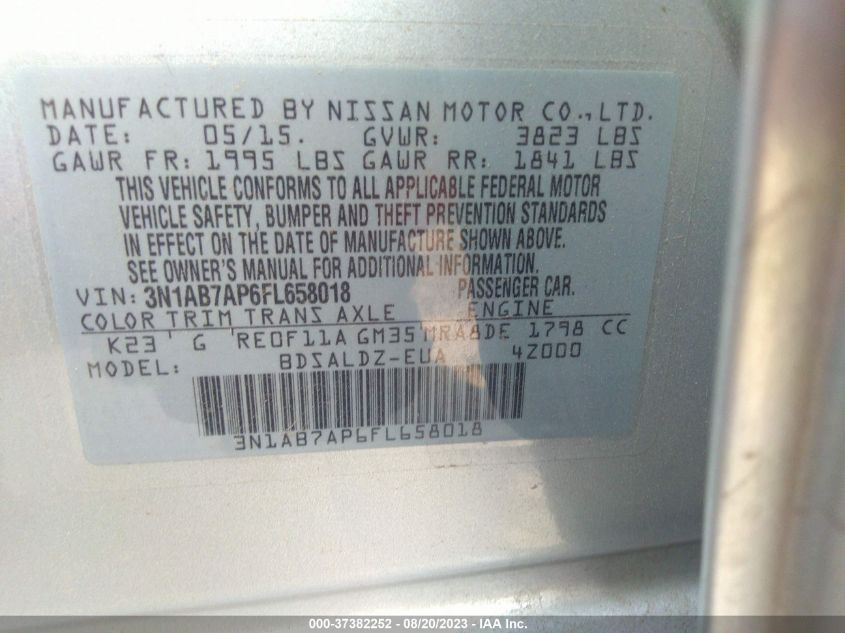 MANUFACTURED BY NISSAN MOTOR CO.,LTD.
DATE: 05/15. GVWR: 3823 LBS
GAWR FR: 1995 LBS GAWR RR: 1841 LBS
THIS VEHICLE CONFORMS TO ALL APPLICABLE FEDERAL MOTOR
VEHICLE SAFETY, BUMPER AND THEFT PREVENTION STANDARDS
IN EFFECT ON THE DATE OF MANUFACTURE SHOWN ABOVE.
SEE OWNER'S MANUAL FOR ADDITIONAL INFORMATION.
VIN: 3N1AB7AP6FL658018 PASSENGER CAR.
COLOR TRIM TRANS AXLE ENGINE
K23 G RE0F11A GM35 MRA8DE 1798 CC
MODEL: BDSALDZ-EUA 4Z000
3N1AB7AP6FL658018
000-37382252 - 08/20/2023 - IAA Inc.